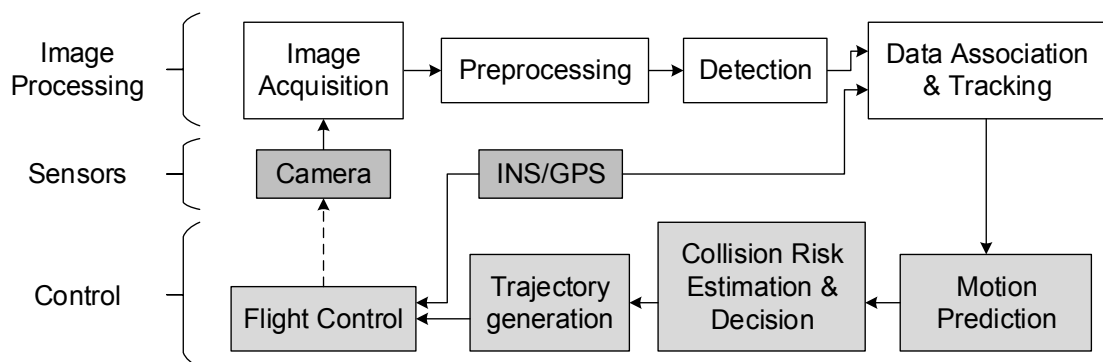 Image
Processing
Image
Acquisition
Preprocessing
Detection
Data Association
& Tracking
Sensors
Camera
INS/GPS
Control
Flight Control
Trajectory
generation
Collision Risk
Estimation &
Decision
Motion
Prediction